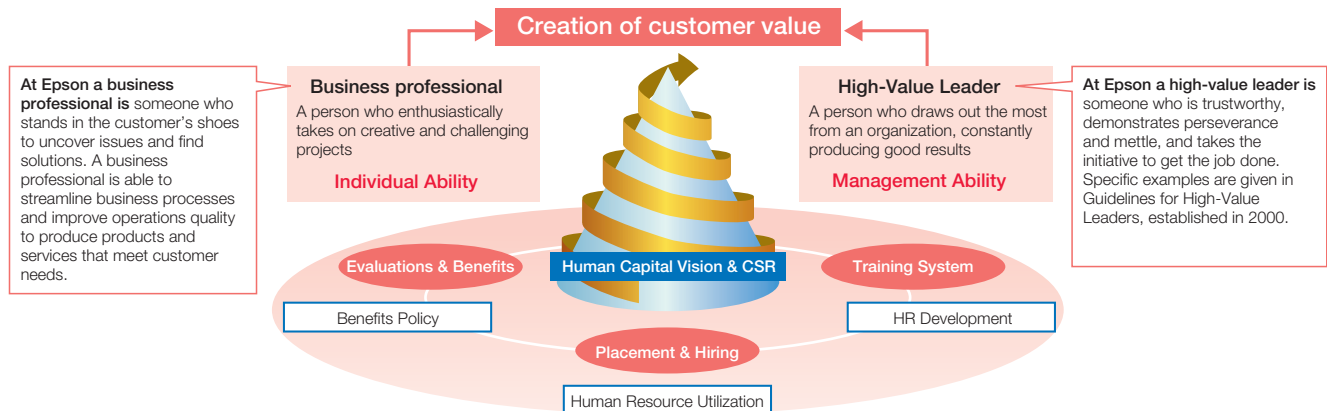 Creation of customer value
At Epson a business
professional is someone who
stands in the customer's shoes
to uncover issues and find
solutions. A business
professional is able to
streamline business processes
and improve operations quality
to produce products and
services that meet customer
needs.
Business professional
A person who enthusiastically
takes on creative and challenging
projects
Individual Ability
High-Value Leader
A person who draws out the most
from an organization, constantly
producing good results
Management Ability
At Epson a high-value leader is
someone who is trustworthy,
demonstrates perseverance
and mettle, and takes the
initiative to get the job done.
Specific examples are given in
Guidelines for High-Value
Leaders, established in 2000.
Evaluations & Benefits
Human Capital Vision & CSR
Training System
Benefits Policy
HR Development
Placement & Hiring
Human Resource Utilization